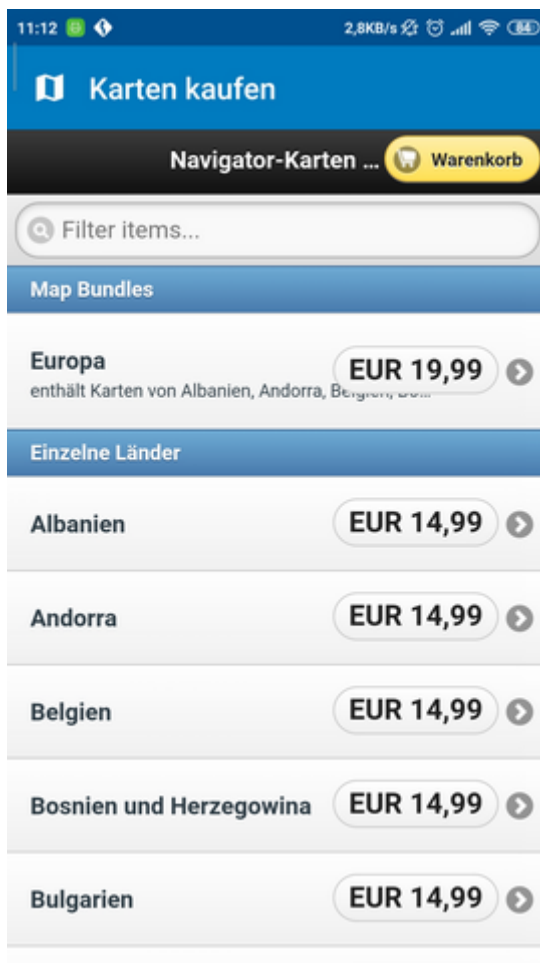 11:12 2,8KB/s 84
Karten kaufen
Navigator-Karten ... Warenkorb
Filter items...
Map Bundles
Europa EUR 19,99
enthält Karten von Albanien, Andorra, Belgien, Bo...
Einzelne Länder
Albanien EUR 14,99
Andorra EUR 14,99
Belgien EUR 14,99
Bosnien und Herzegowina EUR 14,99
Bulgarien EUR 14,99